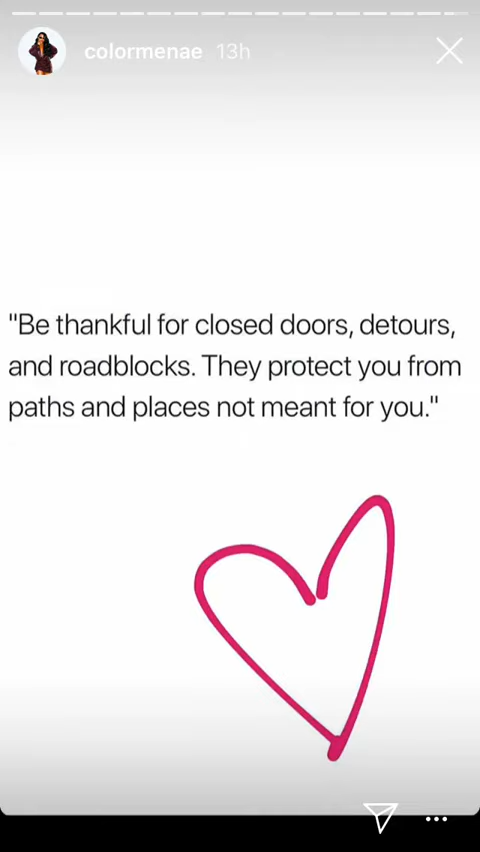 colormenae 13h
"Be thankful for closed doors, detours,
and roadblocks. They protect you from
paths and places not meant for you."